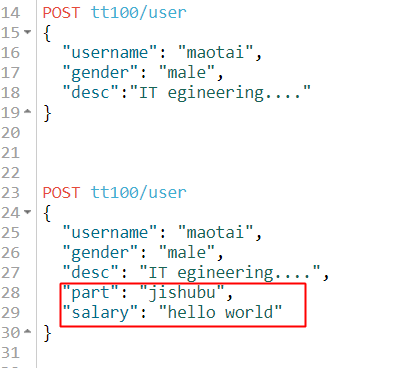 14 POST tt100/user
15 {
16 "username": "maotai",
17 "gender": "male",
18 "desc":"IT egineering...."
19 }
20
21
22
23 POST tt100/user
24 {
25 "username": "maotai",
26 "gender": "male",
27 "desc": "IT egineering....",
28 "part": "jishubu",
29 "salary": "hello world"
30 }
31